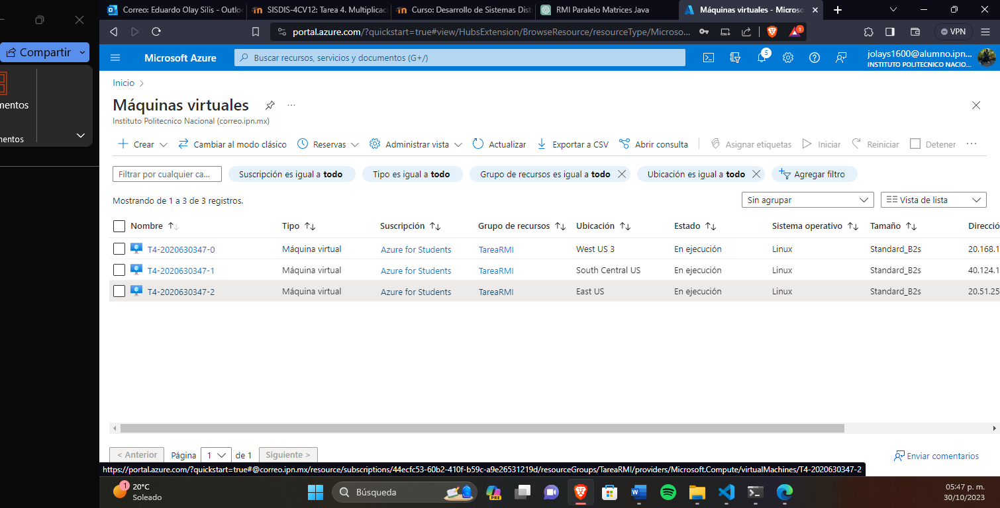 Correo: Eduardo Olay Silis - Outlo
SISDIS-4CV12: Tarea 4. Multiplicac
Curso: Desarrollo de Sistemas Dist
RMI Paralelo Matrices Java
Máquinas virtuales - Microso
portal.azure.com/?quickstart=true#view/HubsExtension/BrowseResource/resourceType/Microso...
1
VPN
Compartir
mentos
mentos
Microsoft Azure
Buscar recursos, servicios y documentos (G+/)
5
jolays1600@alumno.ipn...
INSTITUTO POLITECNICO NACIO...
Inicio
Máquinas virtuales
Instituto Politecnico Nacional (correo.ipn.mx)
Crear Cambiar al modo clásico Reservas Administrar vista Actualizar Exportar a CSV Abrir consulta Asignar etiquetas Iniciar Reiniciar Detener ...
Filtrar por cualquier ca... Suscripción es igual a todo Tipo es igual a todo Grupo de recursos es igual a todo Ubicación es igual a todo Agregar filtro
Mostrando de 1 a 3 de 3 registros.
Sin agrupar
Vista de lista
Nombre Tipo Suscripción Grupo de recursos Ubicación Estado Sistema operativo Tamaño Direcció
T4-2020630347-0 Máquina virtual Azure for Students TareaRMI West US 3 En ejecución Linux Standard_B2s 20.168.1
T4-2020630347-1 Máquina virtual Azure for Students TareaRMI South Central US En ejecución Linux Standard_B2s 40.124.1
T4-2020630347-2 Máquina virtual Azure for Students TareaRMI East US En ejecución Linux Standard_B2s 20.51.25
< Anterior Página 1 de 1 Siguiente >
Enviar comentarios
https://portal.azure.com/?quickstart=true#@correo.ipn.mx/resource/subscriptions/44ecfc53-60b2-410f-b59c-a9e26531219d/resourceGroups/TareaRMI/providers/Microsoft.Compute/virtualMachines/T4-2020630347-2
1
20°C
Soleado
Búsqueda
PRE
05:47 p. m.
30/10/2023